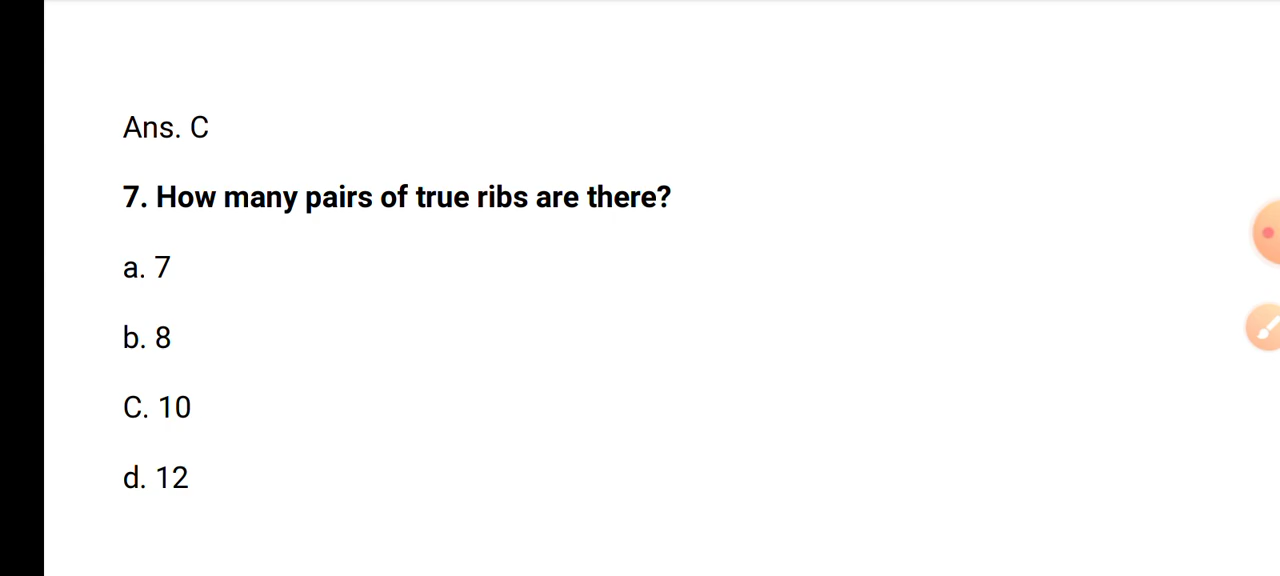 Ans. C
7. How many pairs of true ribs are there?
a. 7
b. 8
C. 10
d. 12